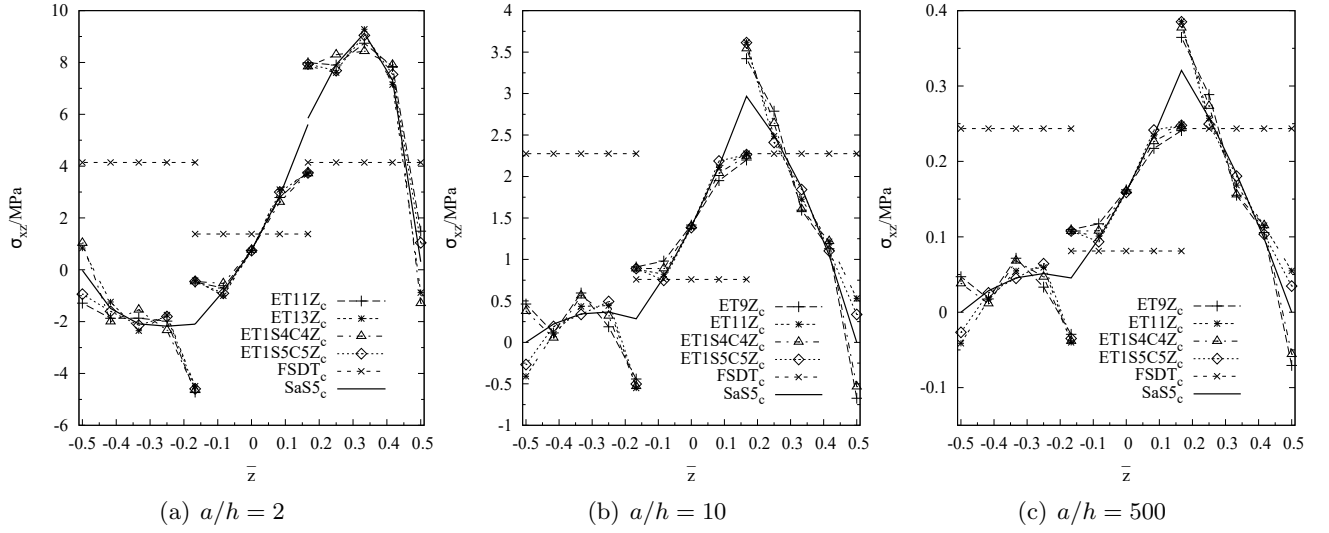 σxz/MPa
10
8
6
4
2
0
-2
-4
-6
-0.5 -0.4 -0.3 -0.2 -0.1 0 0.1 0.2 0.3 0.4 0.5
z̅
ET11Zc
ET13Zc
ET1S4C4Zc
ET1S5C5Zc
FSDTc
SaS5c
(a) a/h = 2
σxz/MPa
4
3.5
3
2.5
2
1.5
1
0.5
0
-0.5
-1
-0.5 -0.4 -0.3 -0.2 -0.1 0 0.1 0.2 0.3 0.4 0.5
z̅
ET9Zc
ET11Zc
ET1S4C4Zc
ET1S5C5Zc
FSDTc
SaS5c
(b) a/h = 10
σxz/MPa
0.4
0.3
0.2
0.1
0
-0.1
-0.5 -0.4 -0.3 -0.2 -0.1 0 0.1 0.2 0.3 0.4 0.5
z̅
ET9Zc
ET11Zc
ET1S4C4Zc
ET1S5C5Zc
FSDTc
SaS5c
(c) a/h = 500